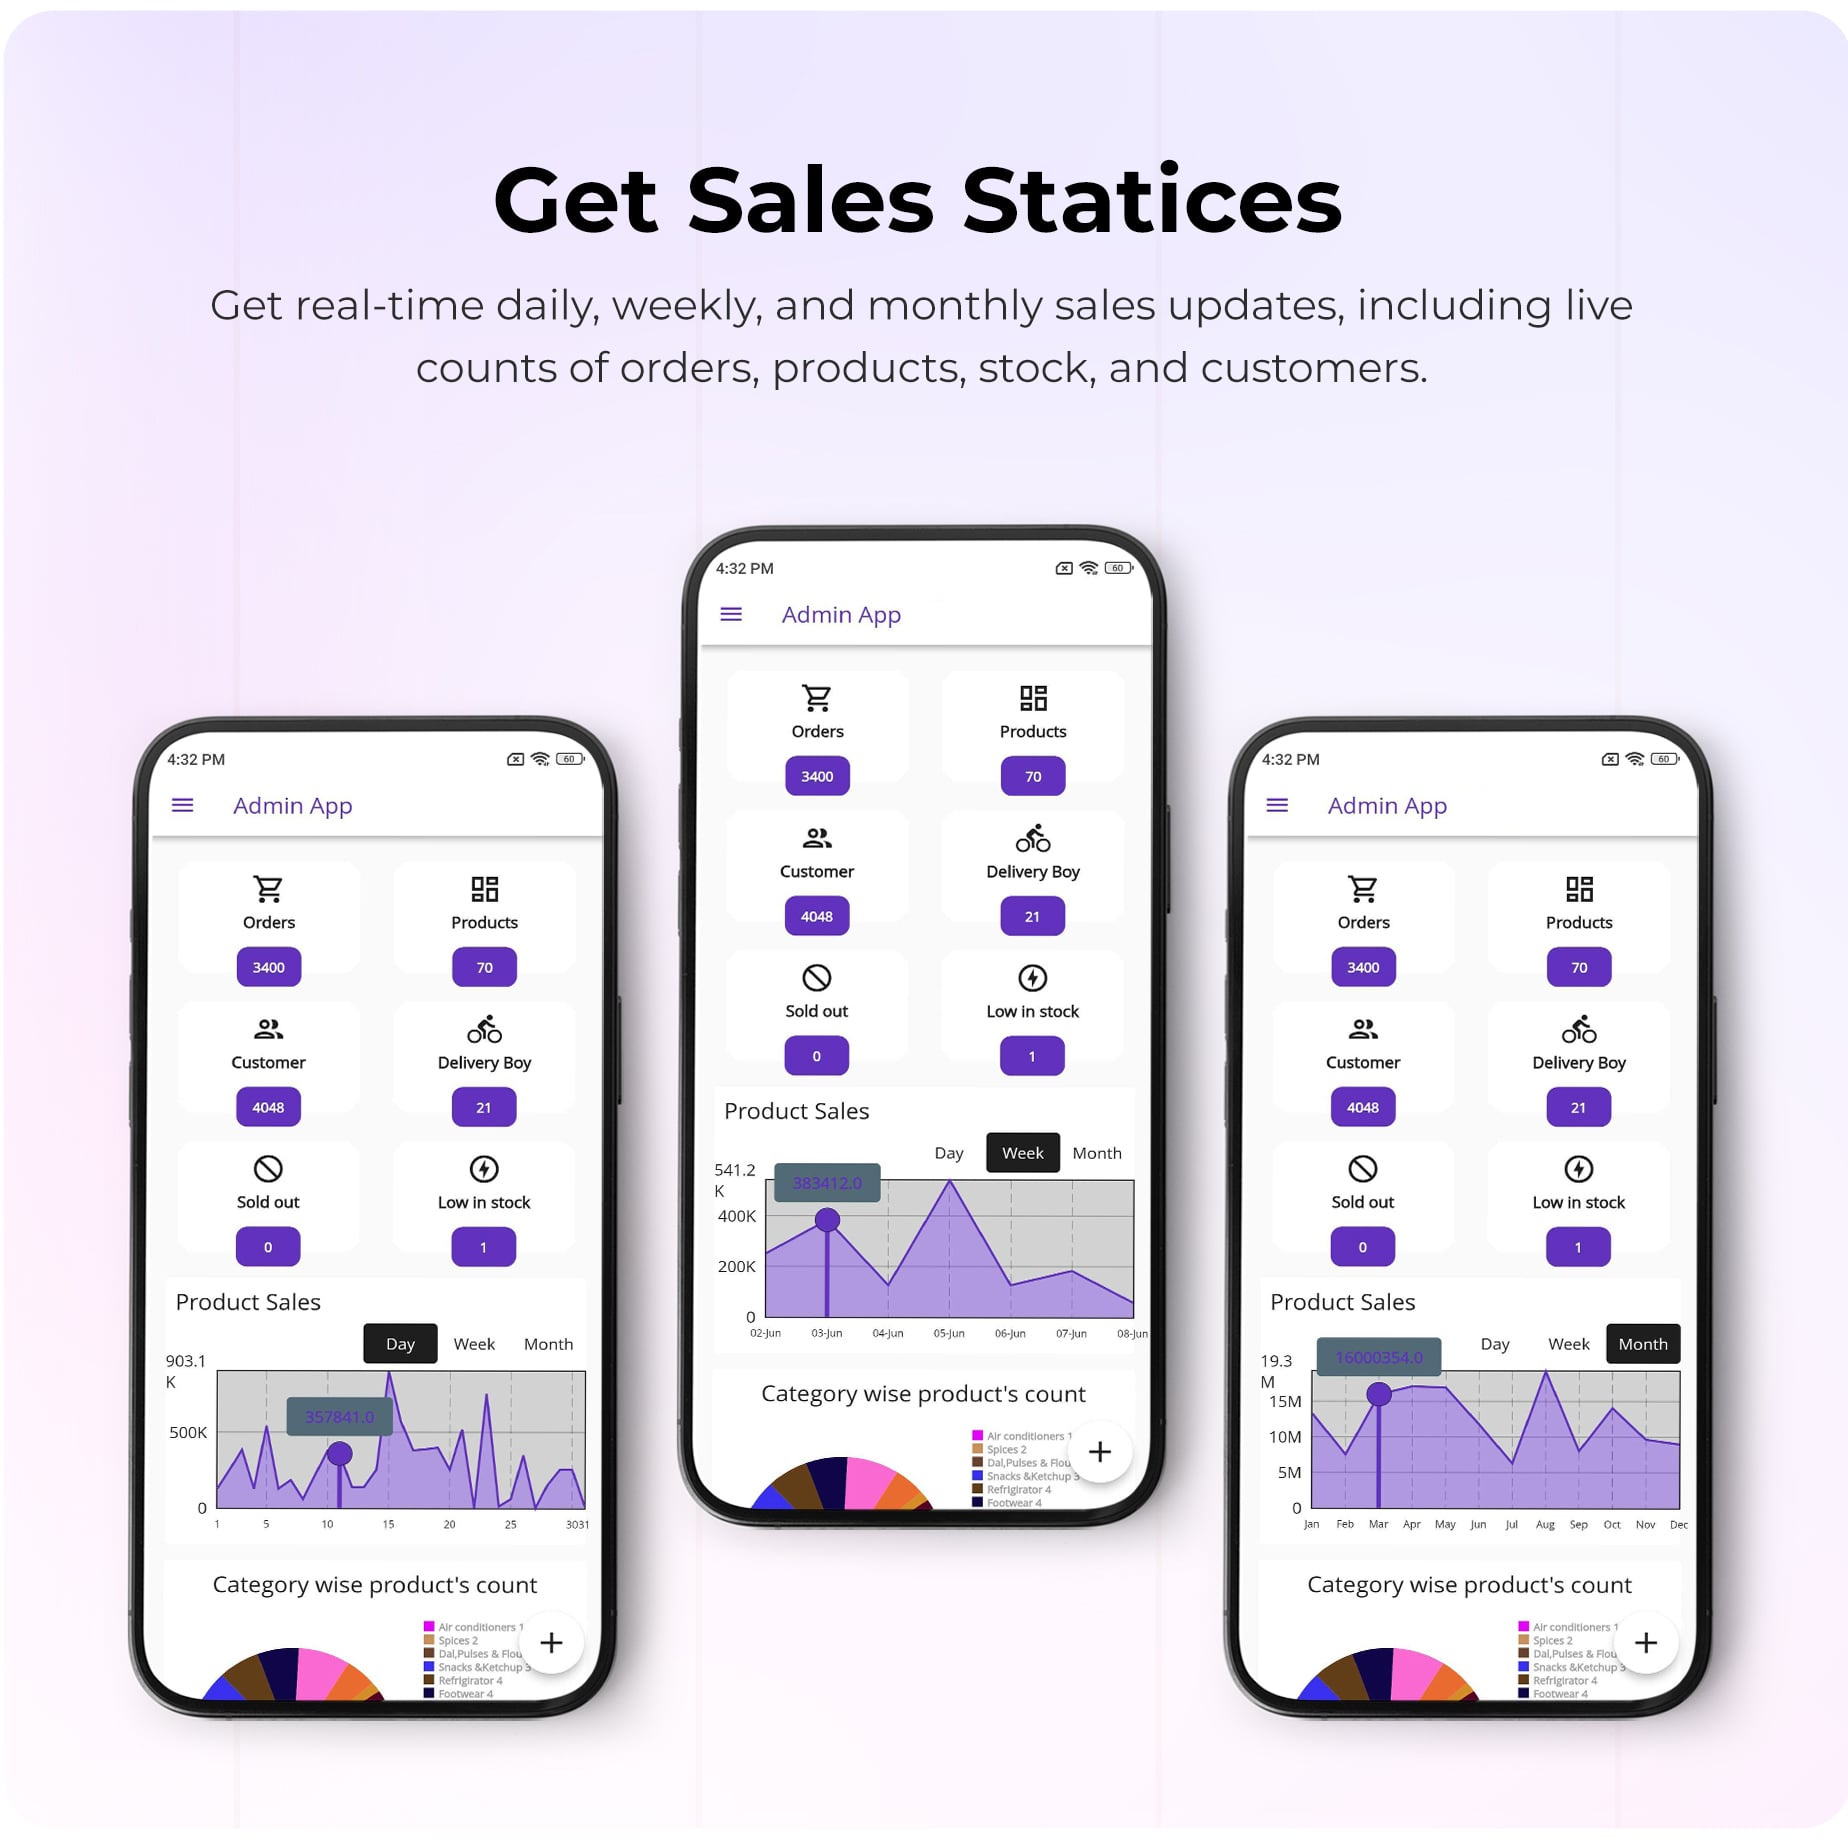 Get Sales Statices
Get real-time daily, weekly, and monthly sales updates, including live
counts of orders, products, stock, and customers.
4:32 PM
60
Admin App
Orders
3400
Products
70
Customer
4048
Delivery Boy
21
Sold out
0
Low in stock
1
Product Sales
Day
Week
Month
903.1
K
357841.0
500K
0
1 5 10 15 20 25 3031
Category wise product's count
Air conditioners 1
Spices 2
Dal,Pulses & Flou
Snacks &Ketchup 3
Refrigirator 4
Footwear 4
4:32 PM
60
Admin App
Orders
3400
Products
70
Customer
4048
Delivery Boy
21
Sold out
0
Low in stock
1
Product Sales
Day
Week
Month
541.2
K
383412.0
400K
200K
0
02-Jun 03-Jun 04-Jun 05-Jun 06-Jun 07-Jun 08-Jun
Category wise product's count
Air conditioners 1
Spices 2
Dal,Pulses & Flou
Snacks &Ketchup 3
Refrigirator 4
Footwear 4
4:32 PM
60
Admin App
Orders
3400
Products
70
Customer
4048
Delivery Boy
21
Sold out
0
Low in stock
1
Product Sales
Day
Week
Month
19.3
M
16000354.0
15M
10M
5M
0
Jan Feb Mar Apr May Jun Jul Aug Sep Oct Nov Dec
Category wise product's count
Air conditioners 1
Spices 2
Dal,Pulses & Flou
Snacks &Ketchup 3
Refrigirator 4
Footwear 4